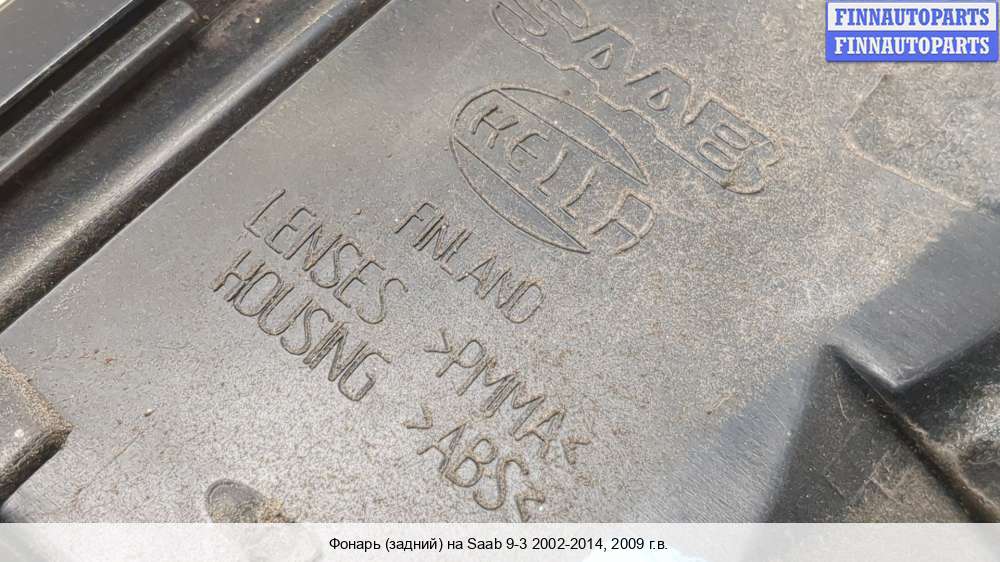 FINNAUTOPARTS
FINNAUTOPARTS
SAAB
HELLA
FINLAND
LENSES >PMMA<
HOUSING >ABS<
Фонарь (задний) на Saab 9-3 2002-2014, 2009 г.в.